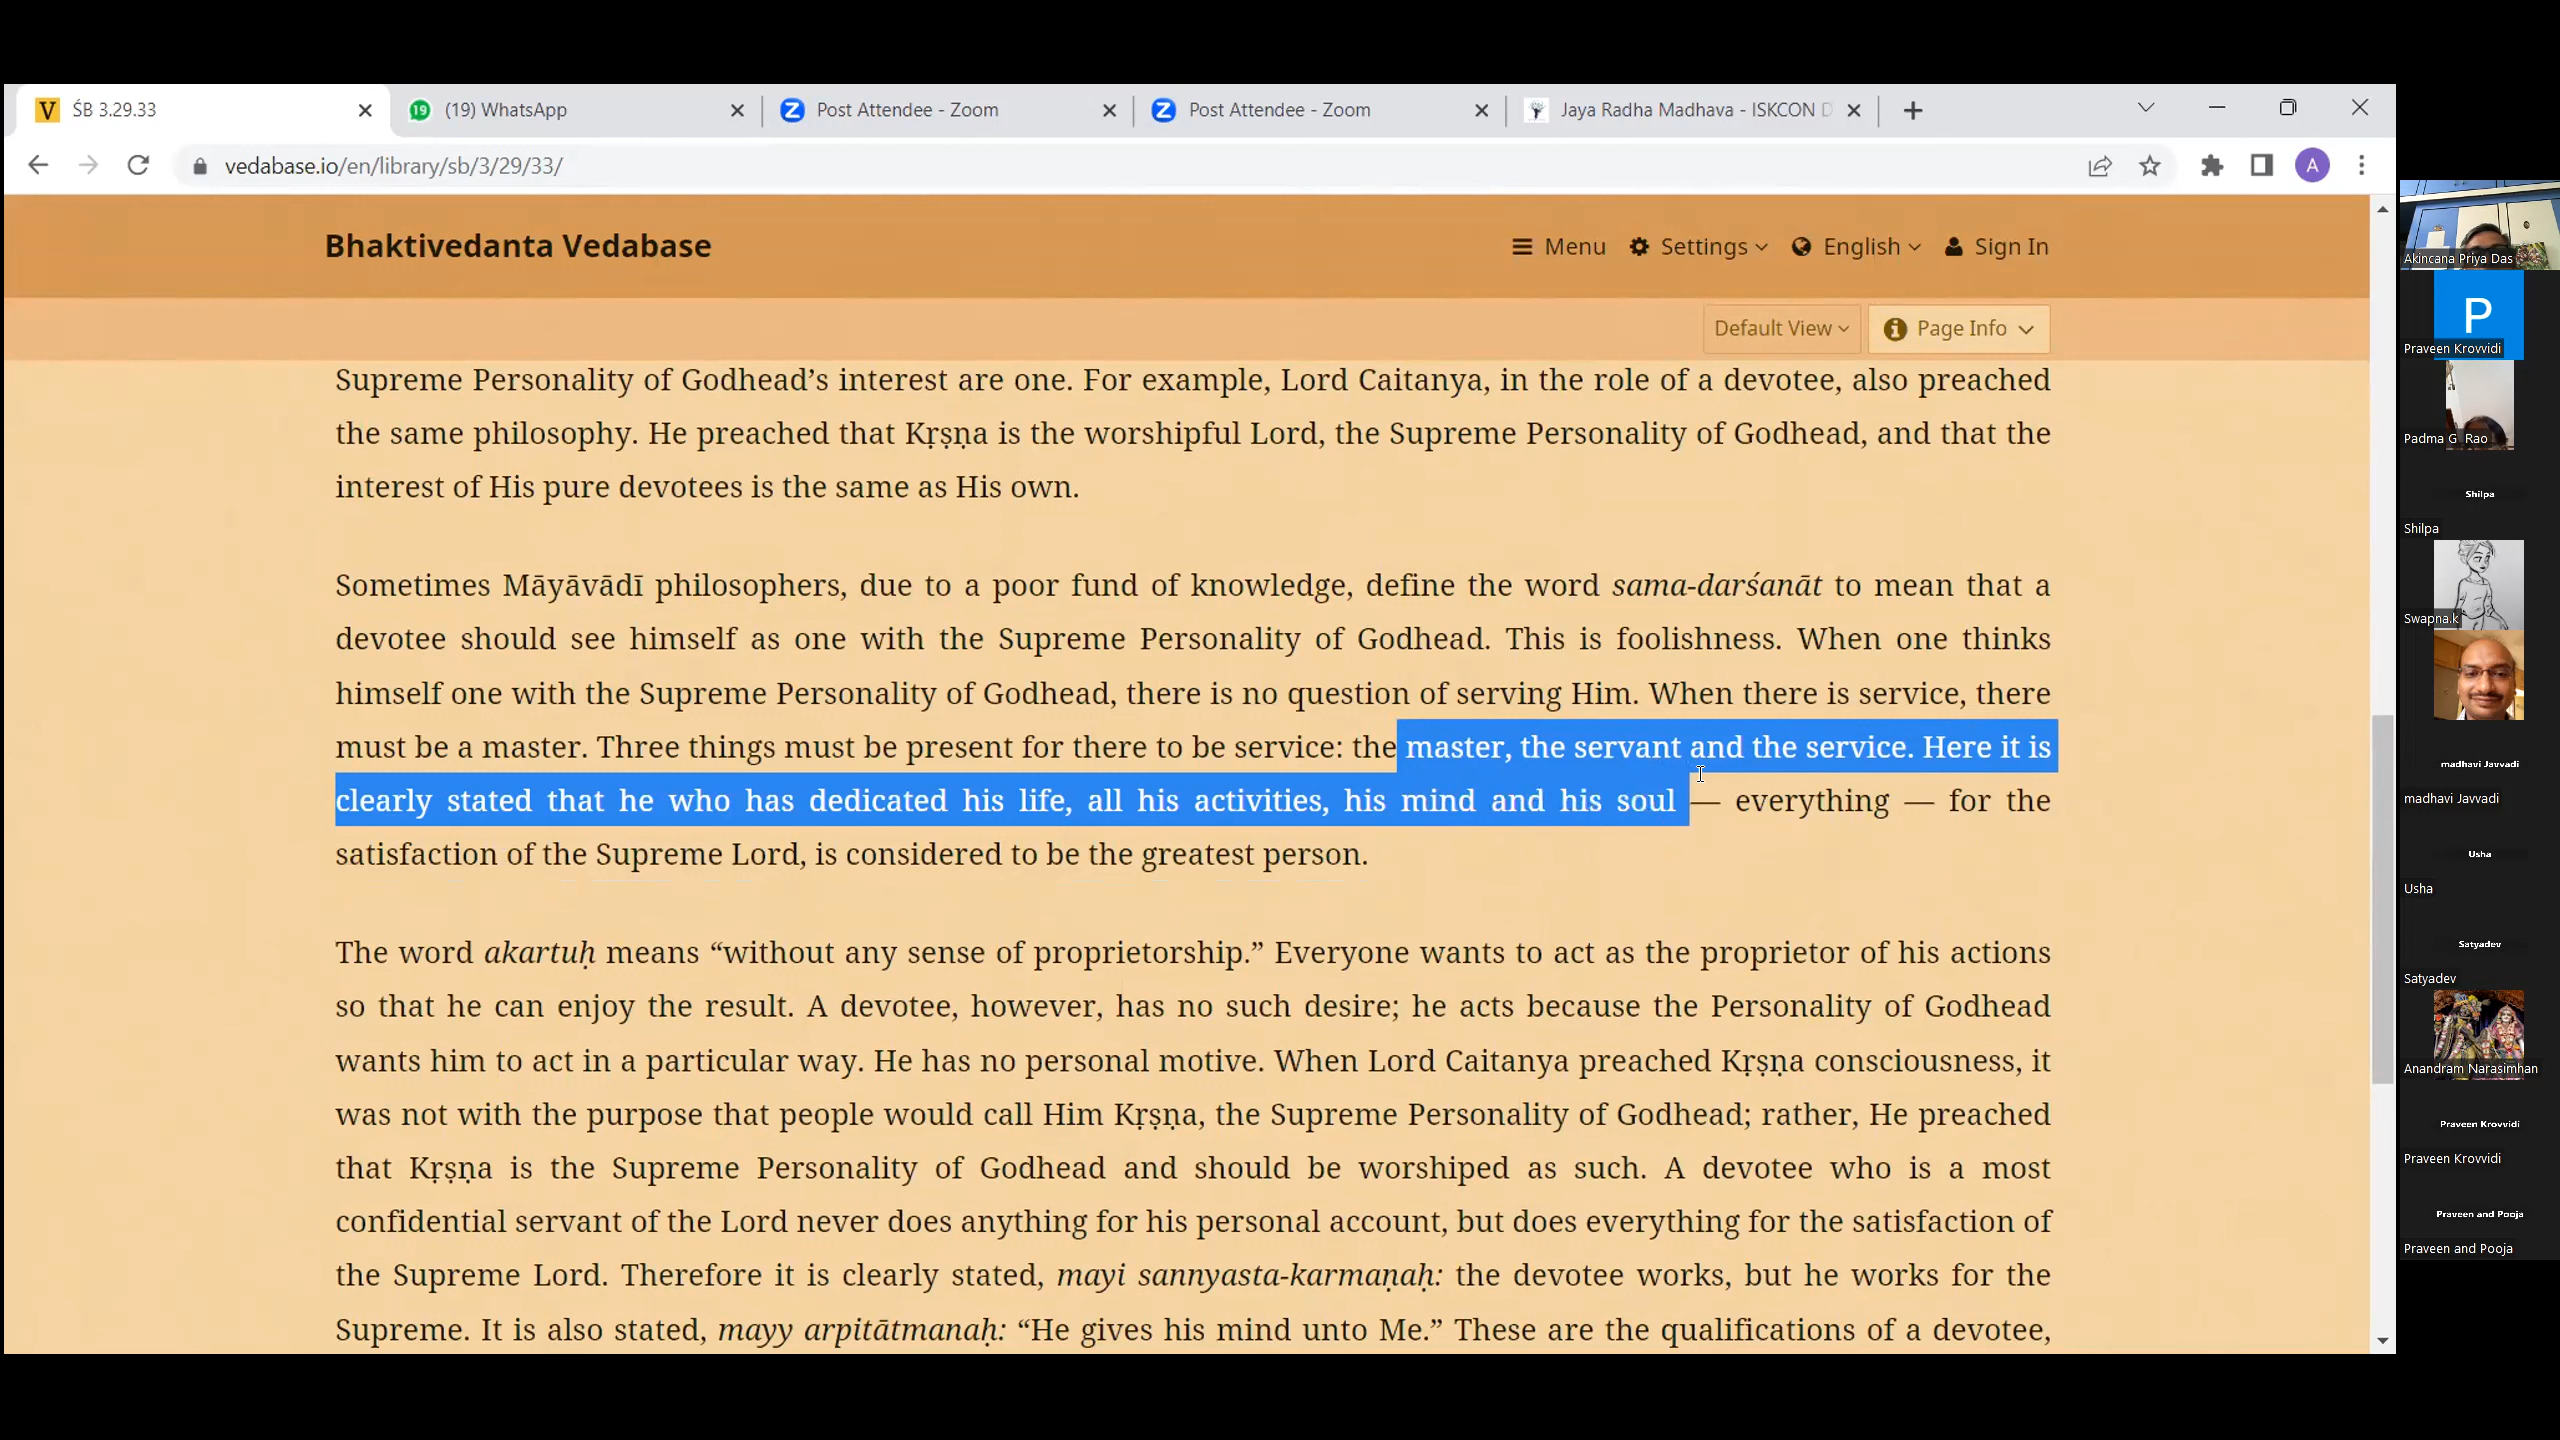 ŚB 3.29.33
(19) WhatsApp
Post Attendee - Zoom
Post Attendee - Zoom
Jaya Radha Madhava - ISKCON D
vedabase.io/en/library/sb/3/29/33/
A
Bhaktivedanta Vedabase
Menu
Settings
English
Sign In
Default View
Page Info
Supreme Personality of Godhead’s interest are one. For example, Lord Caitanya, in the role of a devotee, also preached
the same philosophy. He preached that Kṛṣṇa is the worshipful Lord, the Supreme Personality of Godhead, and that the
interest of His pure devotees is the same as His own.
Sometimes Māyāvādī philosophers, due to a poor fund of knowledge, define the word sama-darśanāt to mean that a
devotee should see himself as one with the Supreme Personality of Godhead. This is foolishness. When one thinks
himself one with the Supreme Personality of Godhead, there is no question of serving Him. When there is service, there
must be a master. Three things must be present for there to be service: the master, the servant and the service. Here it is
clearly stated that he who has dedicated his life, all his activities, his mind and his soul — everything — for the
satisfaction of the Supreme Lord, is considered to be the greatest person.
The word akartuḥ means “without any sense of proprietorship.” Everyone wants to act as the proprietor of his actions
so that he can enjoy the result. A devotee, however, has no such desire; he acts because the Personality of Godhead
wants him to act in a particular way. He has no personal motive. When Lord Caitanya preached Kṛṣṇa consciousness, it
was not with the purpose that people would call Him Kṛṣṇa, the Supreme Personality of Godhead; rather, He preached
that Kṛṣṇa is the Supreme Personality of Godhead and should be worshiped as such. A devotee who is a most
confidential servant of the Lord never does anything for his personal account, but does everything for the satisfaction of
the Supreme Lord. Therefore it is clearly stated, mayi sannyasta-karmaṇaḥ: the devotee works, but he works for the
Supreme. It is also stated, mayy arpitātmanaḥ: “He gives his mind unto Me.” These are the qualifications of a devotee,
Akincana Priya Das
P
Praveen Krovvidi
Padma G Rao
Shilpa
Shilpa
Swapna.k
madhavi Javvadi
madhavi Javvadi
Usha
Usha
Satyadev
Satyadev
Anandram Narasimhan
Praveen Krovvidi
Praveen Krovvidi
Praveen and Pooja
Praveen and Pooja